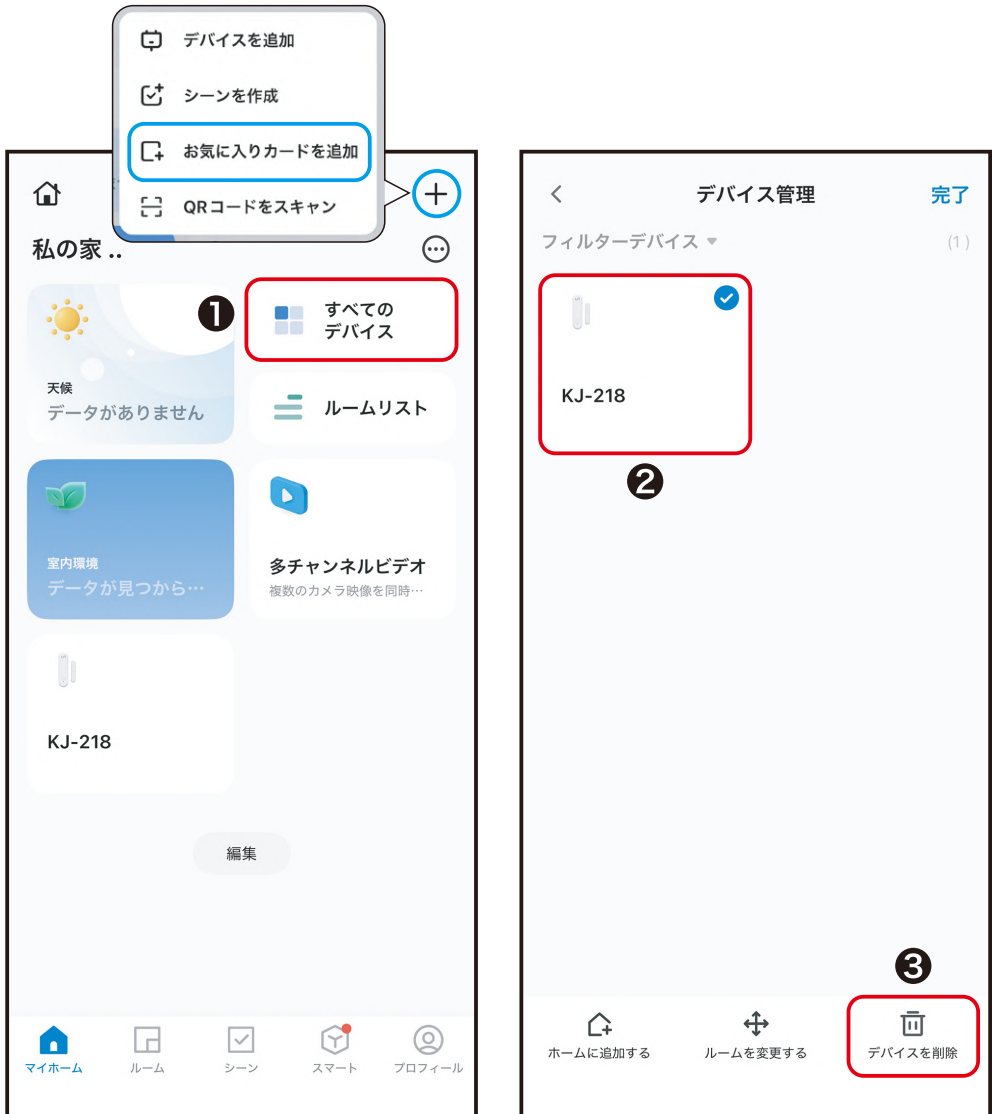 デバイスを追加
シーンを作成
お気に入りカードを追加
QRコードをスキャン
私の家 ..
❶
すべての
デバイス
天候
データがありません
ルームリスト
室内環境
データが見つから…
多チャンネルビデオ
複数のカメラ映像を同時…
KJ-218
編集
マイホーム
ルーム
シーン
スマート
プロフィール
デバイス管理
完了
フィルターデバイス
(1)
KJ-218
❷
❸
ホームに追加する
ルームを変更する
デバイスを削除